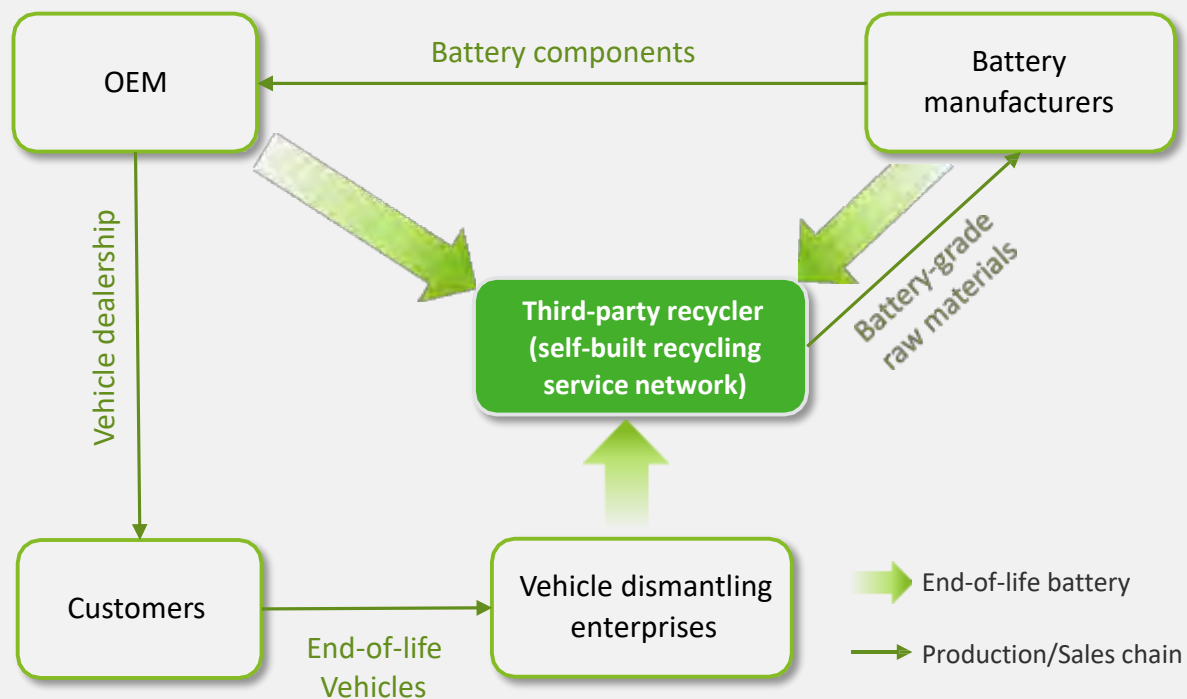 OEM
Battery components
Battery
manufacturers
Vehicle dealership
Third-party recycler
(self-built recycling
service network)
Battery-grade
raw materials
Customers
End-of-life
Vehicles
Vehicle dismantling
enterprises
End-of-life battery
Production/Sales chain